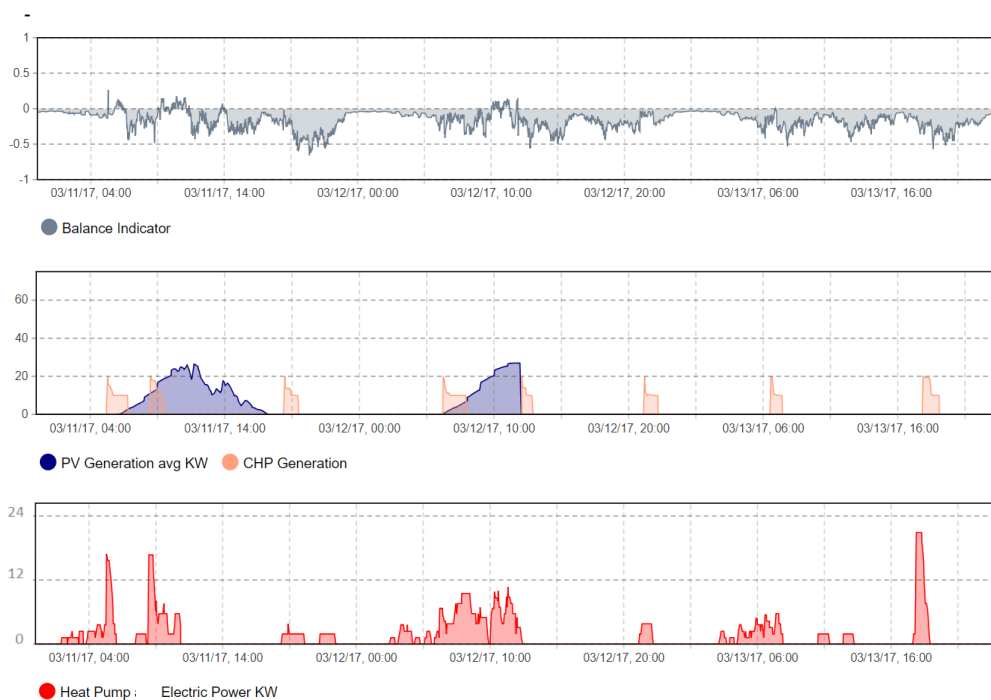 -
1
0.5
0
-0.5
-1
03/11/17, 04:00 03/11/17, 14:00 03/12/17, 00:00 03/12/17, 10:00 03/12/17, 20:00 03/13/17, 06:00 03/13/17, 16:00
Balance Indicator
60
40
20
0
03/11/17, 04:00 03/11/17, 14:00 03/12/17, 00:00 03/12/17, 10:00 03/12/17, 20:00 03/13/17, 06:00 03/13/17, 16:00
PV Generation avg KW CHP Generation
24
12
0
03/11/17, 04:00 03/11/17, 14:00 03/12/17, 00:00 03/12/17, 10:00 03/12/17, 20:00 03/13/17, 06:00 03/13/17, 16:00
Heat Pump Electric Power KW